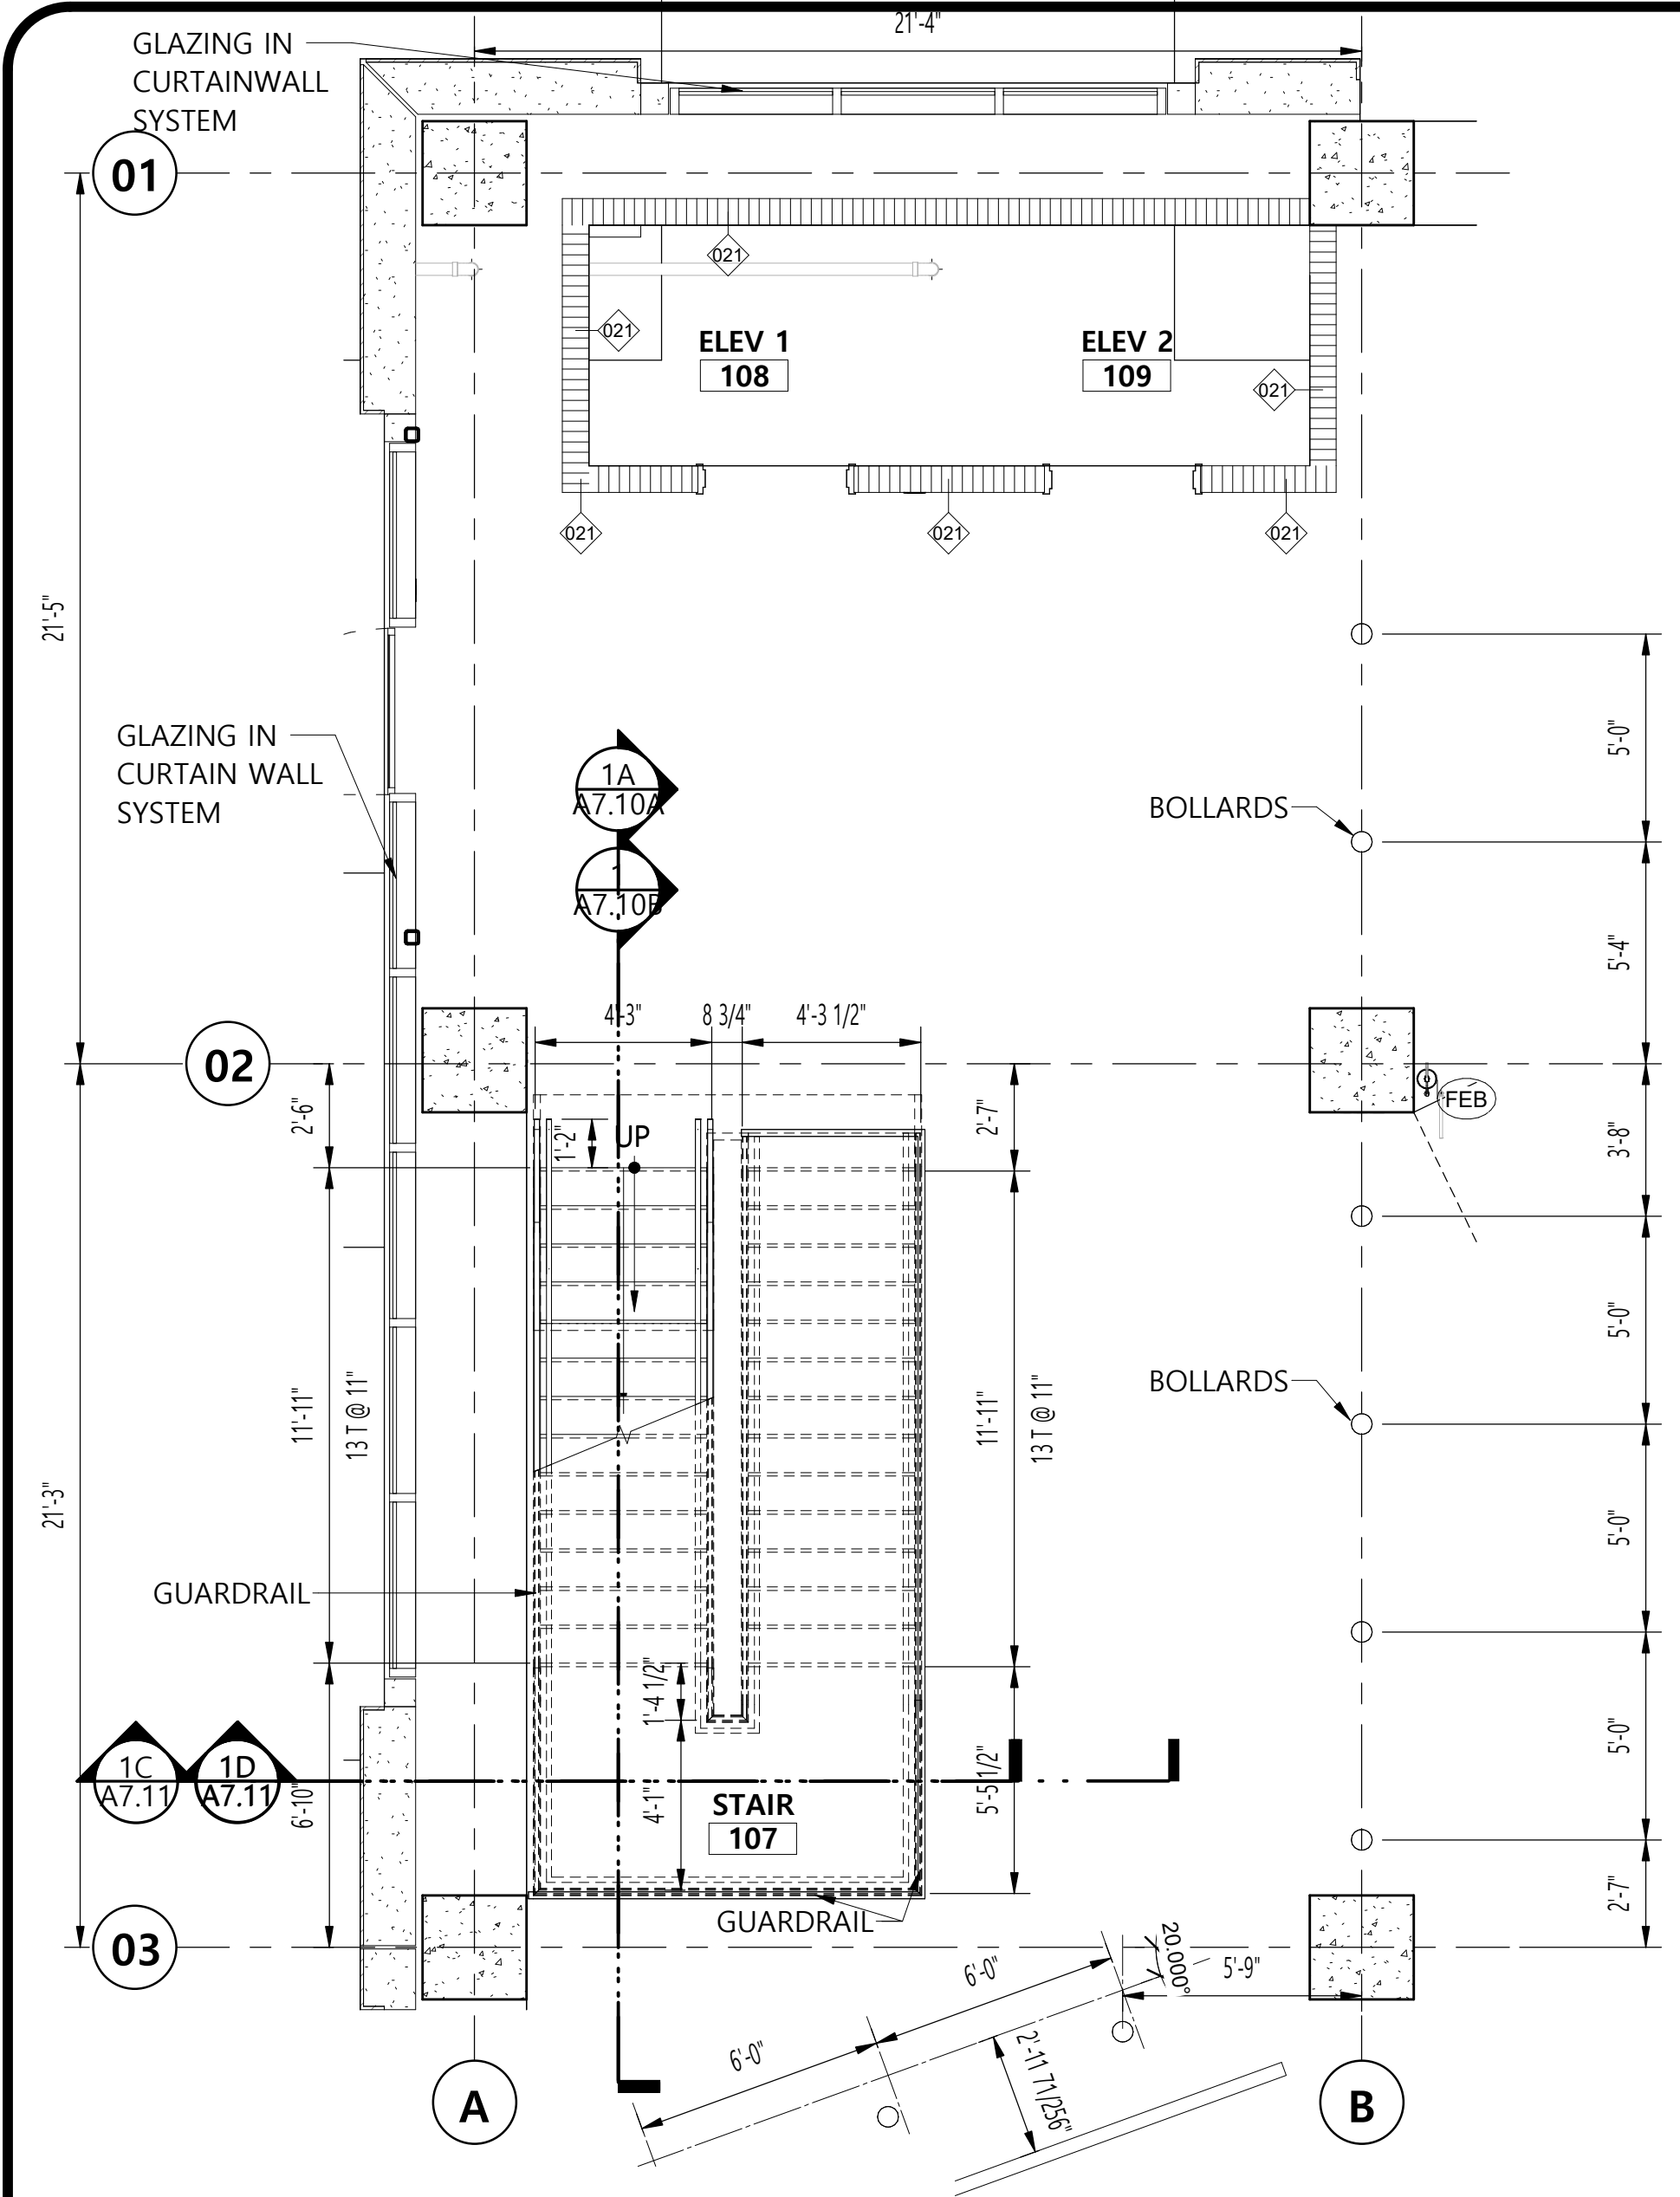 21'-4"
GLAZING IN
CURTAINWALL
SYSTEM
01
021
021
ELEV 1
108
ELEV 2
109
021
021
021
021
21'-5"
GLAZING IN
CURTAIN WALL
SYSTEM
1A
A7.10A
1
A7.10B
BOLLARDS
5'-0"
5'-4"
4'-3"
8 3/4"
4'-3 1/2"
02
2'-6"
1'-2"
UP
2'-7"
FEB
3'-8"
5'-0"
BOLLARDS
11'-11"
13 T @ 11"
11'-11"
13 T @ 11"
21'-3"
5'-0"
GUARDRAIL
1'-4 1/2"
5'-0"
1C
A7.11
1D
A7.11
6'-10"
4'-1"
STAIR
107
5'-5 1/2"
2'-7"
GUARDRAIL
03
6'-0"
20.000°
5'-9"
6'-0"
2'-11 71/256"
A
B